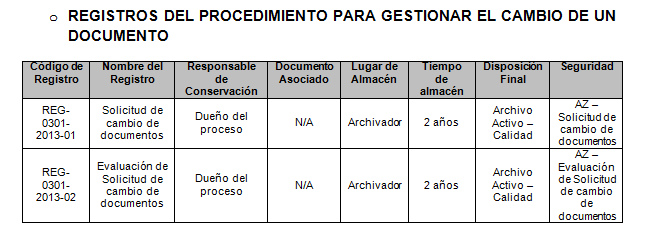 o REGISTROS DEL PROCEDIMIENTO PARA GESTIONAR EL CAMBIO DE UN
DOCUMENTO
Código de Registro | Nombre del Registro | Responsable de Conservación | Documento Asociado | Lugar de Almacén | Tiempo de almacén | Disposición Final | Seguridad
REG-0301-2013-01 | Solicitud de cambio de documentos | Dueño del proceso | N/A | Archivador | 2 años | Archivo Activo – Calidad | AZ – Solicitud de cambio de documentos
REG-0301-2013-02 | Evaluación de Solicitud de cambio de documentos | Dueño del proceso | N/A | Archivador | 2 años | Archivo Activo – Calidad | AZ – Evaluación de Solicitud de cambio de documentos